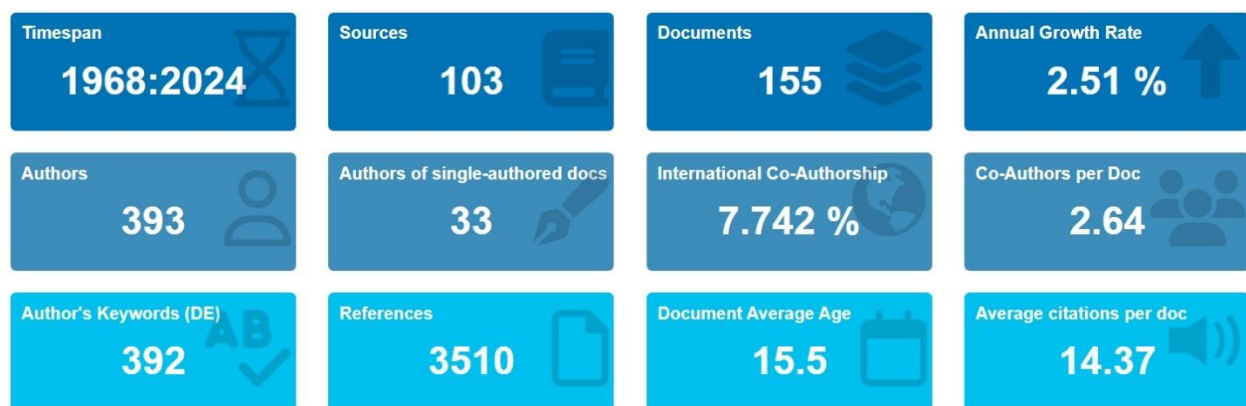 Timespan
1968:2024
Sources
103
Documents
155
Annual Growth Rate
2.51 %
Authors
393
Authors of single-authored docs
33
International Co-Authorship
7.742 %
Co-Authors per Doc
2.64
Author's Keywords (DE)
392
AB
References
3510
Document Average Age
15.5
Average citations per doc
14.37